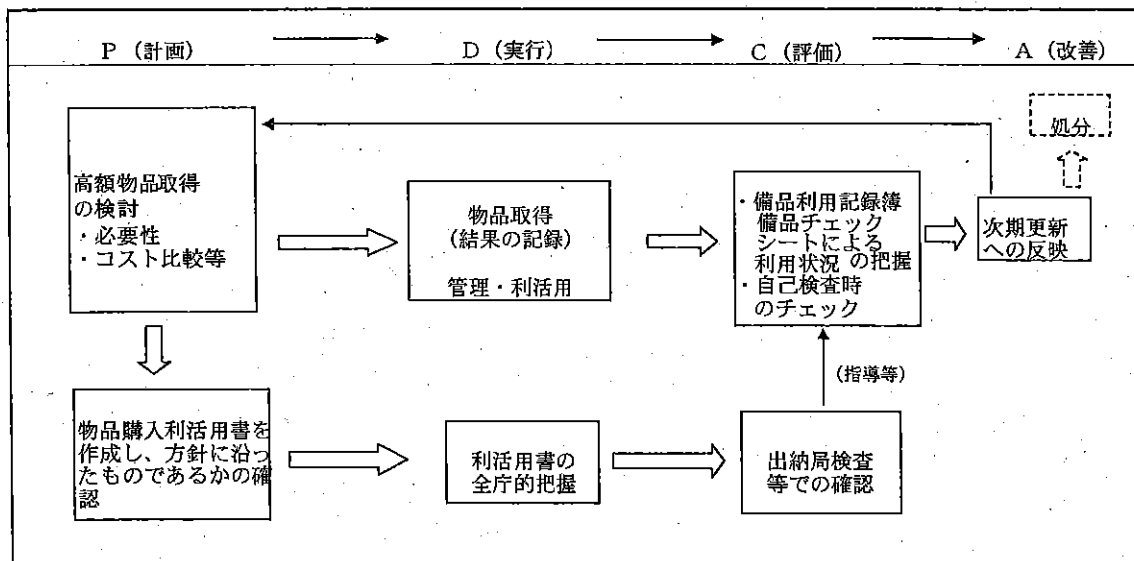 P（計画）
D（実行）
C（評価）
A（改善）
処分
高額物品取得
の検討
・必要性
・コスト比較等
物品取得
(結果の記録)
管理・利活用
・備品利用記録簿
備品チェック
シートによる
利用状況の把握
・自己検査時
のチェック
次期更新
への反映
(指導等)
物品購入利活用書を
作成し、方針に沿っ
たものであるかの確
認
利活用書の
全庁的把握
出納局検査
等での確認